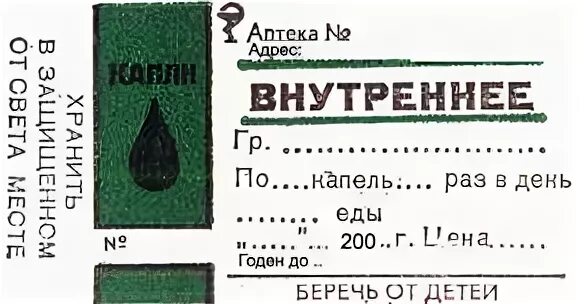 ХРАНИТЬ
В ЗАЩИЩЕННОМ
ОТ СВЕТА МЕСТЕ
КАПЛИ
№
Аптека №
Адрес:
ВНУТРЕННЕЕ
Гр. ..............................
По....капель:... раз в день
........ еды
„......” ... 200..г. Цена......
Годен до ..
БЕРЕЧЬ ОТ ДЕТЕЙ